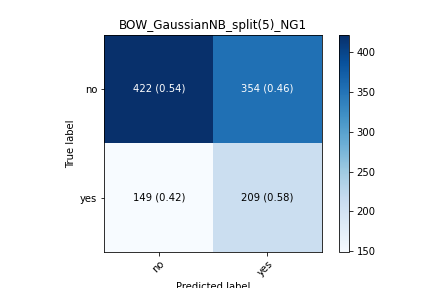 BOW_GaussianNB_split(5)_NG1
no 422 (0.54) 354 (0.46)
yes 149 (0.42) 209 (0.58)
True label
no yes
Predicted label
400
350
300
250
200
150